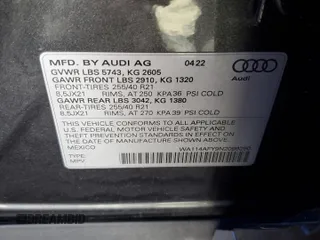 MFD. BY AUDI AG 04 22
GVWR LBS 5743, KG 2605
GAWR FRONT LBS 2910, KG 1320
FRONT-TIRES 255/40 R21
8,5JX21 RIMS, AT 250 KPA 36 PSI COLD
GAWR REAR LBS 3042, KG 1380
REAR-TIRES 255/40 R21
8,5JX21 RIMS, AT 270 KPA 39 PSI COLD
THIS VEHICLE CONFORMS TO ALL APPLICABLE
U.S. FEDERAL MOTOR VEHICLE SAFETY, BUMPER
AND THEFT PREVENTION STANDARDS IN EFFECT ON
THE DATE OF MANUFACTURE SHOWN ABOVE.
MEXICO
TYPE:
MPV
Audi